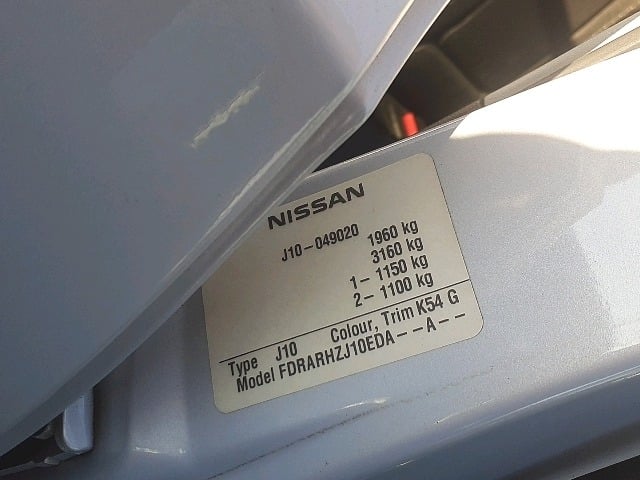 NISSAN
J10-049020
1960 kg
3160 kg
1-1150 kg
2-1100 kg
Type J10 Colour, Trim K54 G
Model FDRARHZJ10EDA--A--